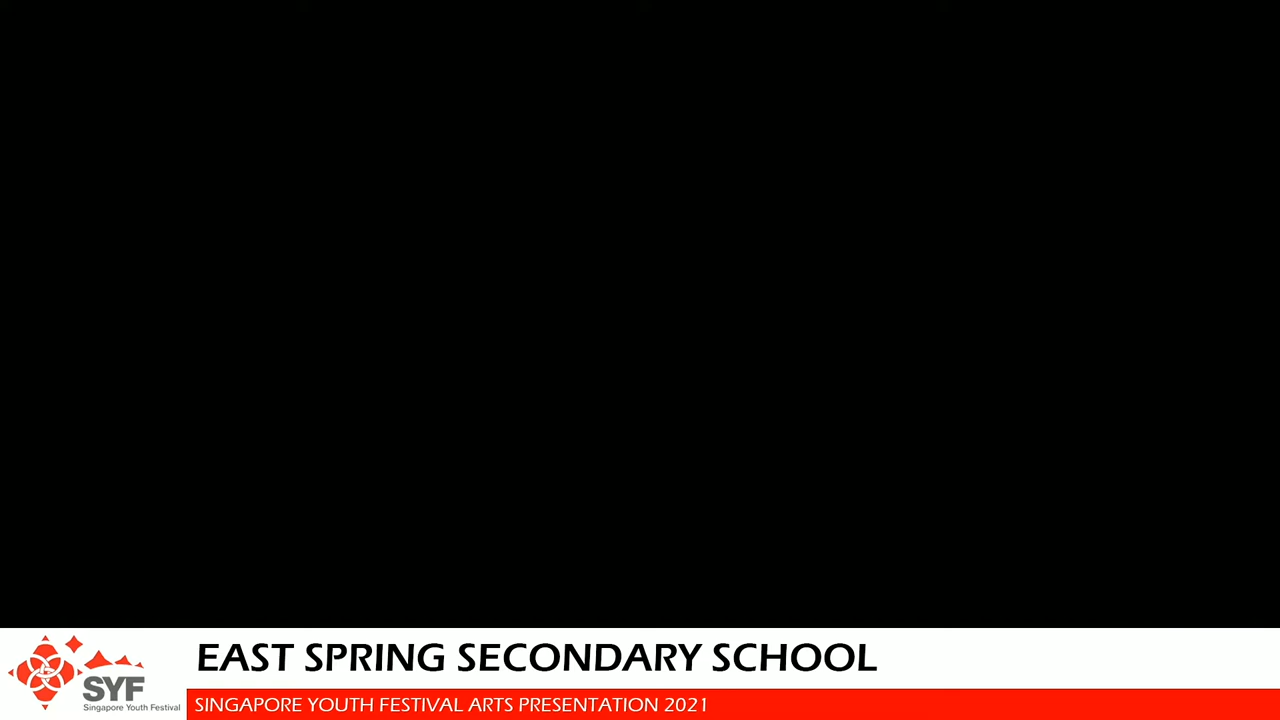 EAST SPRING SECONDARY SCHOOL
SYF
Singapore Youth Festival
SINGAPORE YOUTH FESTIVAL ARTS PRESENTATION 2021